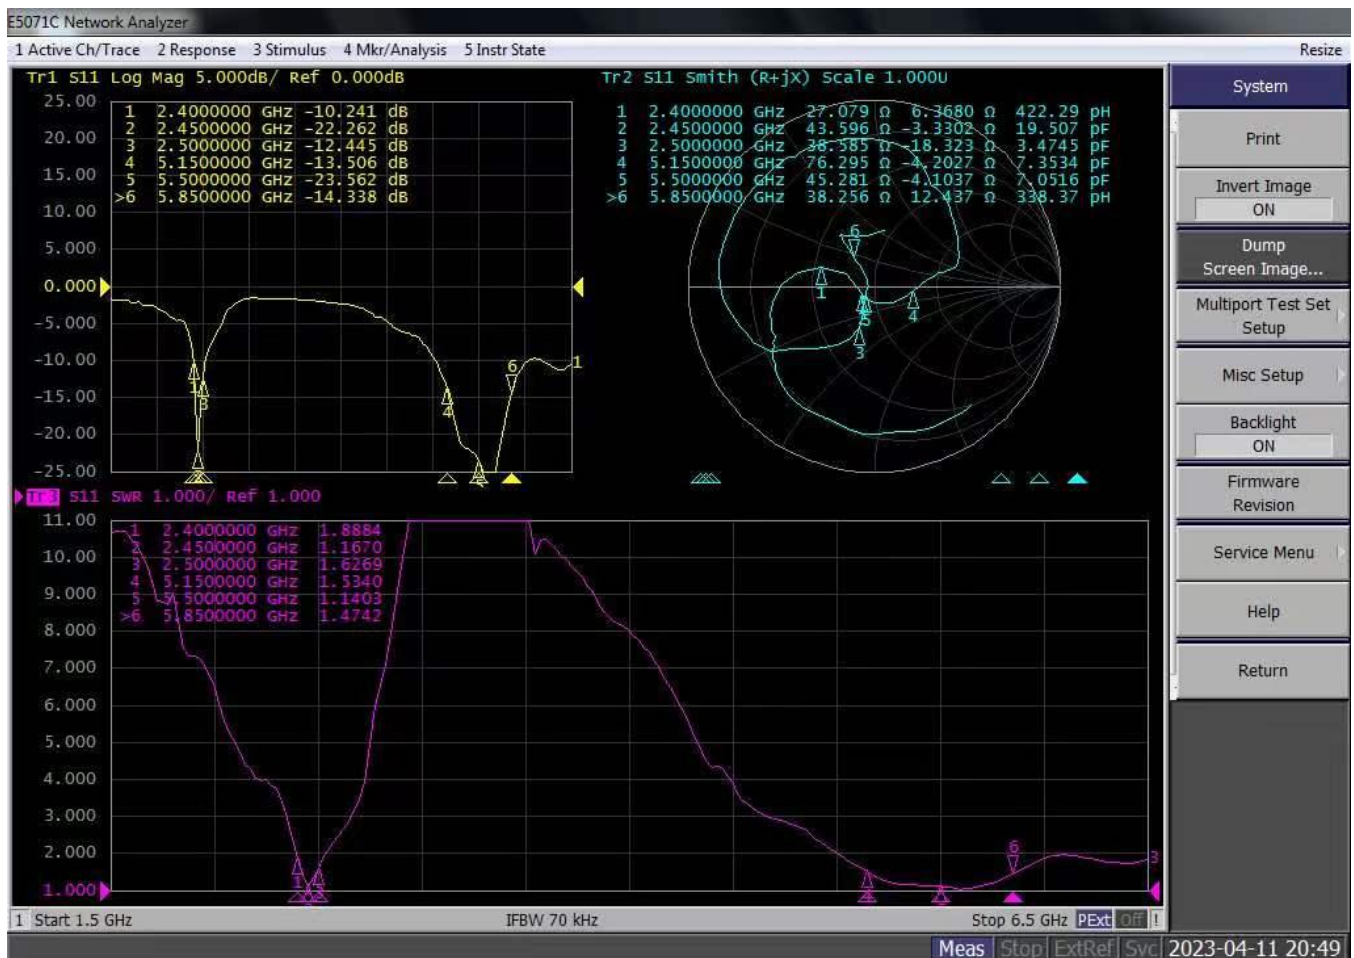 E5071C Network Analyzer
1 Active Ch/Trace 2 Response 3 Stimulus 4 Mkr/Analysis 5 Instr State Resize
Tr1 S11 Log Mag 5.000dB/ Ref 0.000dB
25.00
20.00
15.00
10.00
5.000
0.000
-5.000
-10.00
-15.00
-20.00
-25.00
1 2.4000000 GHz -10.241 dB
2 2.4500000 GHz -22.262 dB
3 2.5000000 GHz -12.445 dB
4 5.1500000 GHz -13.506 dB
5 5.5000000 GHz -23.562 dB
>6 5.8500000 GHz -14.338 dB
1
3
4
6
1
Tr2 S11 Smith (R+jX) Scale 1.000U
1 2.4000000 GHz 27.079 Ω 6.3680 Ω 422.29 pH
2 2.4500000 GHz 43.596 Ω -3.3302 Ω 19.507 pF
3 2.5000000 GHz 38.585 Ω -18.323 Ω 3.4745 pF
4 5.1500000 GHz 76.295 Ω -4.2027 Ω 7.3534 pF
5 5.5000000 GHz 45.281 Ω -4.1037 Ω 7.0516 pF
>6 5.8500000 GHz 38.256 Ω 12.437 Ω 338.37 pH
6
1
5
4
3
Tr3 S11 SWR 1.000/ Ref 1.000
11.00
10.00
9.000
8.000
7.000
6.000
5.000
4.000
3.000
2.000
1.000
1 2.4000000 GHz 1.8884
2 2.4500000 GHz 1.1670
3 2.5000000 GHz 1.6269
4 5.1500000 GHz 1.5340
5 5.5000000 GHz 1.1403
>6 5.8500000 GHz 1.4742
1
6
3
1 Start 1.5 GHz IFBW 70 kHz Stop 6.5 GHz PExt Off !
Meas Stop ExtRef Svc 2023-04-11 20:49
System
Print
Invert Image
ON
Dump
Screen Image...
Multiport Test Set
Setup
Misc Setup
Backlight
ON
Firmware
Revision
Service Menu
Help
Return